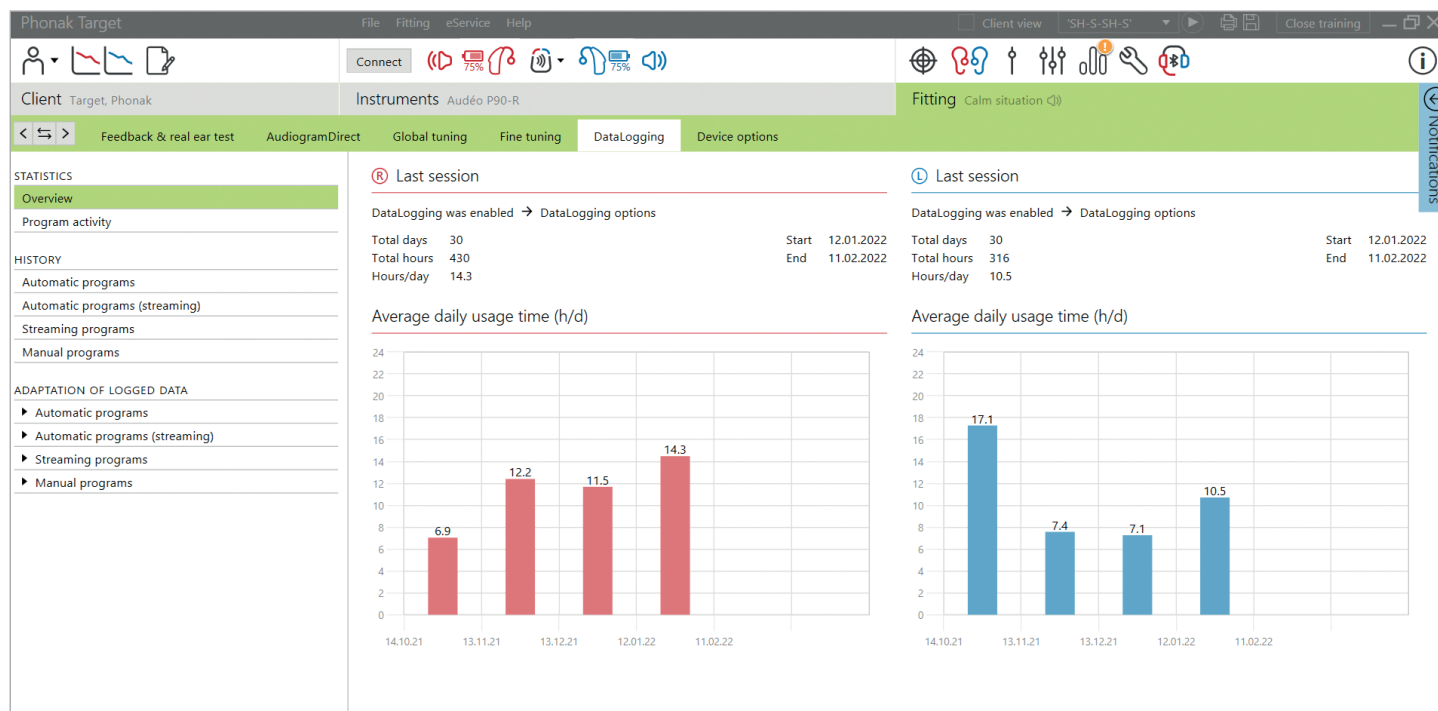 Phonak Target
File Fitting eService Help
Client view 'SH-S-SH-S' Close training
Connect 75% 75%
Client Target, Phonak
Instruments Audéo P90-R
Fitting Calm situation
Notifications
Feedback & real ear test AudiogramDirect Global tuning Fine tuning DataLogging Device options
STATISTICS
Overview
Program activity
HISTORY
Automatic programs
Automatic programs (streaming)
Streaming programs
Manual programs
ADAPTATION OF LOGGED DATA
Automatic programs
Automatic programs (streaming)
Streaming programs
Manual programs
R Last session
DataLogging was enabled → DataLogging options
Total days 30 Start 12.01.2022
Total hours 430 End 11.02.2022
Hours/day 14.3
Average daily usage time (h/d)
24
22
20
18
16
14
12
10
8
6
4
2
0
6.9 12.2 11.5 14.3
14.10.21 13.11.21 13.12.21 12.01.22 11.02.22
L Last session
DataLogging was enabled → DataLogging options
Total days 30 Start 12.01.2022
Total hours 316 End 11.02.2022
Hours/day 10.5
Average daily usage time (h/d)
24
22
20
18
16
14
12
10
8
6
4
2
0
17.1 7.4 7.1 10.5
14.10.21 13.11.21 13.12.21 12.01.22 11.02.22